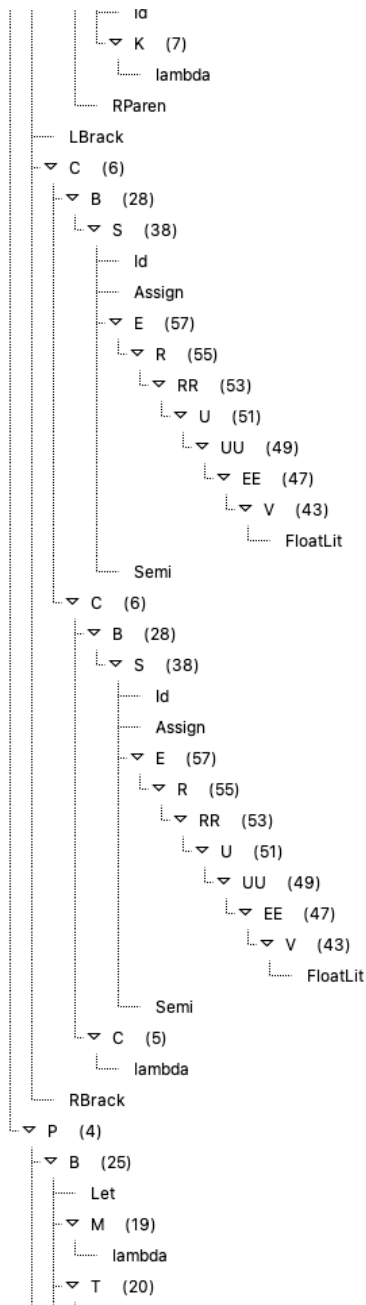 Id
K (7)
lambda
RParen
LBrack
C (6)
B (28)
S (38)
Id
Assign
E (57)
R (55)
RR (53)
U (51)
UU (49)
EE (47)
V (43)
FloatLit
Semi
C (6)
B (28)
S (38)
Id
Assign
E (57)
R (55)
RR (53)
U (51)
UU (49)
EE (47)
V (43)
FloatLit
Semi
C (5)
lambda
RBrack
P (4)
B (25)
Let
M (19)
lambda
T (20)